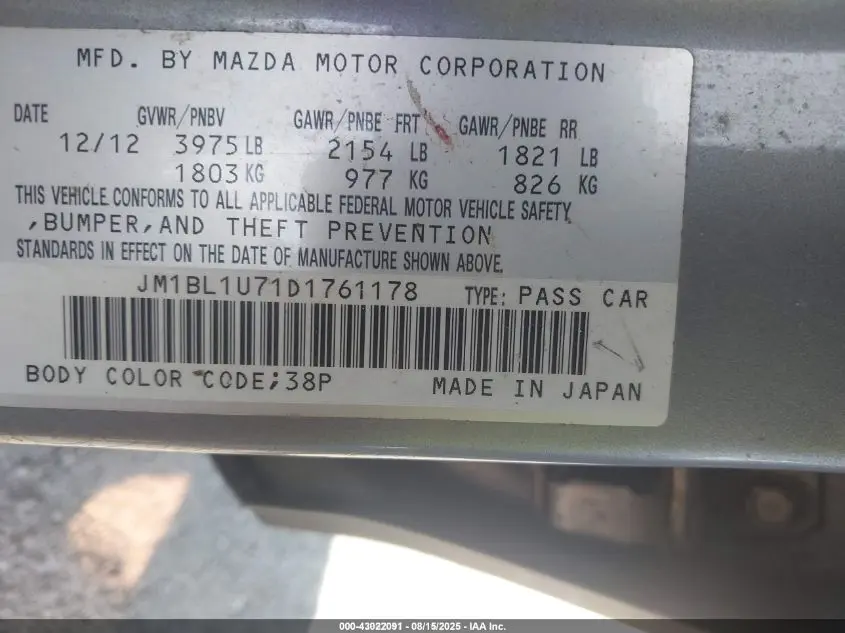 MFD. BY MAZDA MOTOR CORPORATION
DATE GVWR/PNBV GAWR/PNBE FRT GAWR/PNBE RR
12/12 3975 LB 2154 LB 1821 LB
1803 KG 977 KG 826 KG
THIS VEHICLE CONFORMS TO ALL APPLICABLE FEDERAL MOTOR VEHICLE SAFETY
,BUMPER,AND THEFT PREVENTION
STANDARDS IN EFFECT ON THE DATE OF MANUFACTURE SHOWN ABOVE.
JM1BL1U71D1761178 TYPE: PASS CAR
BODY COLOR CODE;38P MADE IN JAPAN
000-43022091 - 08/15/2025 - IAA Inc.